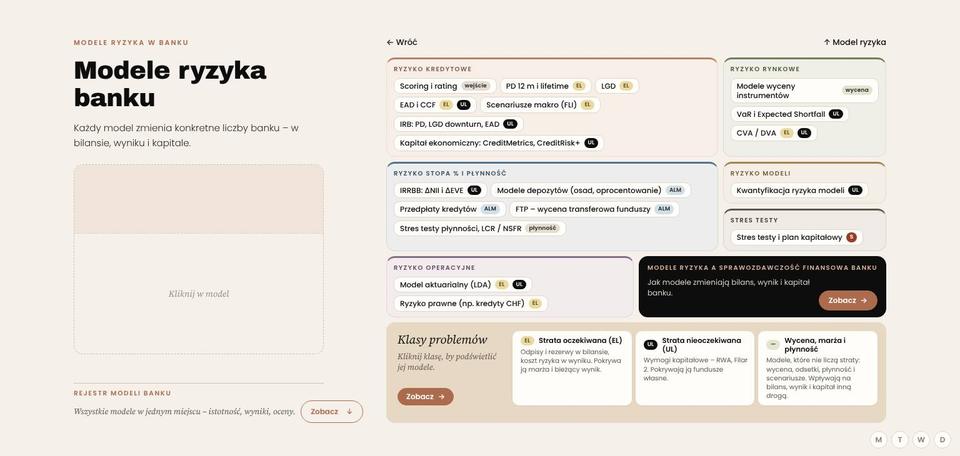 MODELE RYZYKA W BANKU
Modele ryzyka
banku
Każdy model zmienia konkretne liczby banku – w
bilansie, wyniku i kapitale.
Kliknij w model
REJESTR MODELI BANKU
Wszystkie modele w jednym miejscu – istotność, wyniki, oceny.
Zobacz ↓
← Wróć
↑ Model ryzyka
RYZYKO KREDYTOWE
Scoring i rating wejście
PD 12 m i lifetime EL
LGD EL
EAD i CCF EL UL
Scenariusze makro (FLI) EL
IRB: PD, LGD downturn, EAD UL
Kapitał ekonomiczny: CreditMetrics, CreditRisk+ UL
RYZYKO RYNKOWE
Modele wyceny
instrumentów
wycena
VaR i Expected Shortfall UL
CVA / DVA EL UL
RYZYKO STOPA % I PŁYNNOŚĆ
IRRBB: ΔNII i ΔEVE UL
Modele depozytów (osad, oprocentowanie) ALM
Przedpłaty kredytów ALM
FTP – wycena transferowa funduszy ALM
Stres testy płynności, LCR / NSFR płynność
RYZYKO MODELI
Kwantyfikacja ryzyka modeli UL
STRES TESTY
Stres testy i plan kapitałowy S
RYZYKO OPERACYJNE
Model aktuarialny (LDA) EL UL
Ryzyko prawne (np. kredyty CHF) EL
MODELE RYZYKA A SPRAWOZDAWCZOŚĆ FINANSOWA BANKU
Jak modele zmieniają bilans, wynik i kapitał
banku.
Zobacz →
Klasy problemów
Kliknij klasę, by podświetlić
jej modele.
Zobacz →
EL Strata oczekiwana (EL)
Odpisy i rezerwy w bilansie,
koszt ryzyka w wyniku. Pokrywa
ją marża i bieżący wynik.
UL Strata nieoczekiwana
(UL)
Wymogi kapitałowe – RWA, Filar
2. Pokrywają ją fundusze
własne.
— Wycena, marża i
płynność
Modele, które nie liczą straty:
wycena, odsetki, płynność i
scenariusze. Wpływają na
bilans, wynik i kapitał inną
drogą.
M T W D